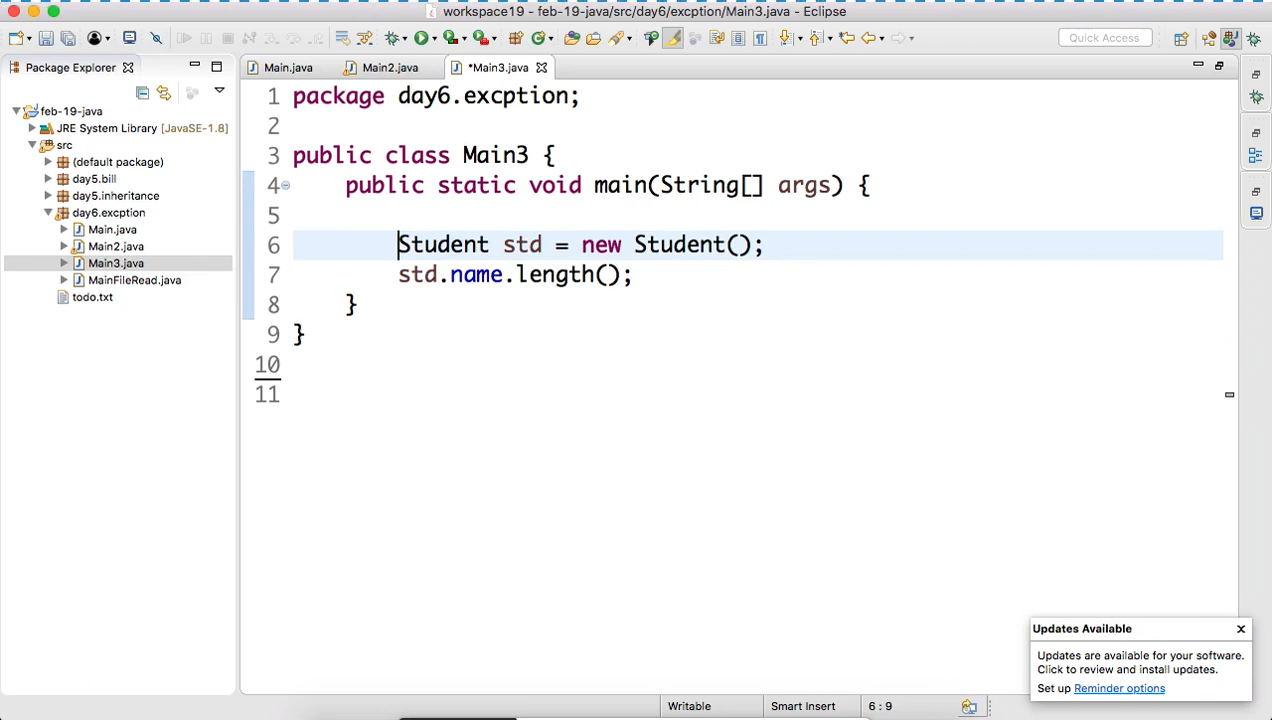 workspace19 - feb-19-java/src/day6/excption/Main3.java - Eclipse
Quick Access
Package Explorer
Main.java
Main2.java
*Main3.java
feb-19-java
JRE System Library [JavaSE-1.8]
src
(default package)
day5.bill
day5.inheritance
day6.excption
Main.java
Main2.java
Main3.java
MainFileRead.java
todo.txt
1 package day6.excption;
2
3 public class Main3 {
4 public static void main(String[] args) {
5
6 Student std = new Student();
7 std.name.length();
8 }
9 }
10
11
Updates Available
Updates are available for your software.
Click to review and install updates.
Set up Reminder options
Writable
Smart Insert
6 : 9